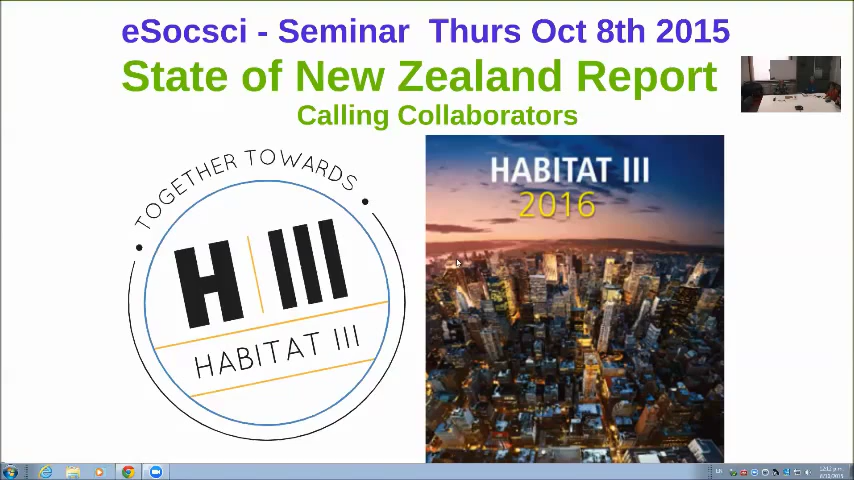 eSocsci - Seminar Thurs Oct 8th 2015
State of New Zealand Report
Calling Collaborators
TOGETHER TOWARDS
H III
HABITAT III
HABITAT III
2016